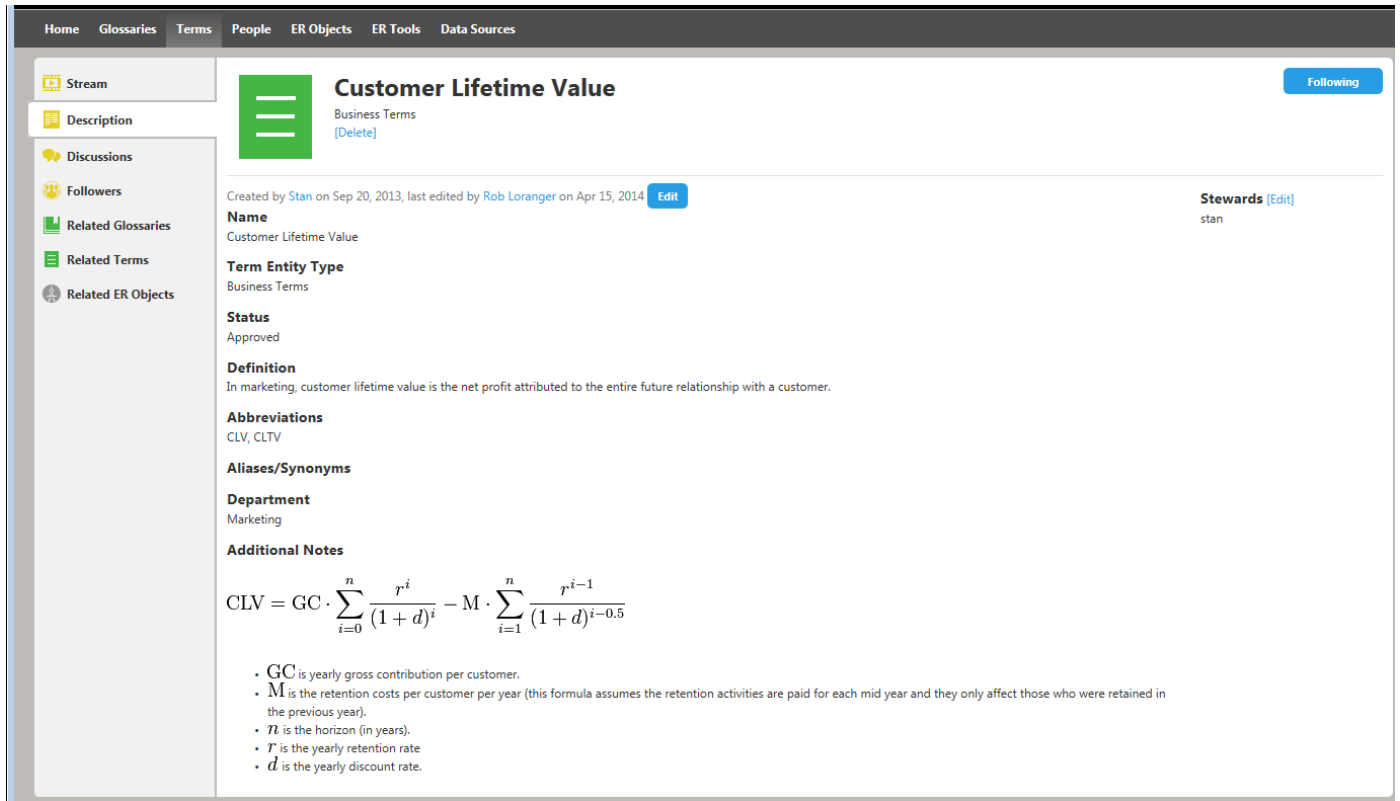 Home Glossaries Terms People ER Objects ER Tools Data Sources
Stream
Description
Discussions
Followers
Related Glossaries
Related Terms
Related ER Objects
Customer Lifetime Value
Business Terms
[Delete]
Following
Created by Stan on Sep 20, 2013, last edited by Rob Loranger on Apr 15, 2014 Edit
Stewards [Edit]
stan
Name
Customer Lifetime Value
Term Entity Type
Business Terms
Status
Approved
Definition
In marketing, customer lifetime value is the net profit attributed to the entire future relationship with a customer.
Abbreviations
CLV, CLTV
Aliases/Synonyms
Department
Marketing
Additional Notes
CLV = GC · ∑_{i=0}^{n} r^i / (1 + d)^i − M · ∑_{i=1}^{n} r^{i−1} / (1 + d)^{i−0.5}
• GC is yearly gross contribution per customer.
• M is the retention costs per customer per year (this formula assumes the retention activities are paid for each mid year and they only affect those who were retained in
the previous year).
• n is the horizon (in years).
• r is the yearly retention rate
• d is the yearly discount rate.